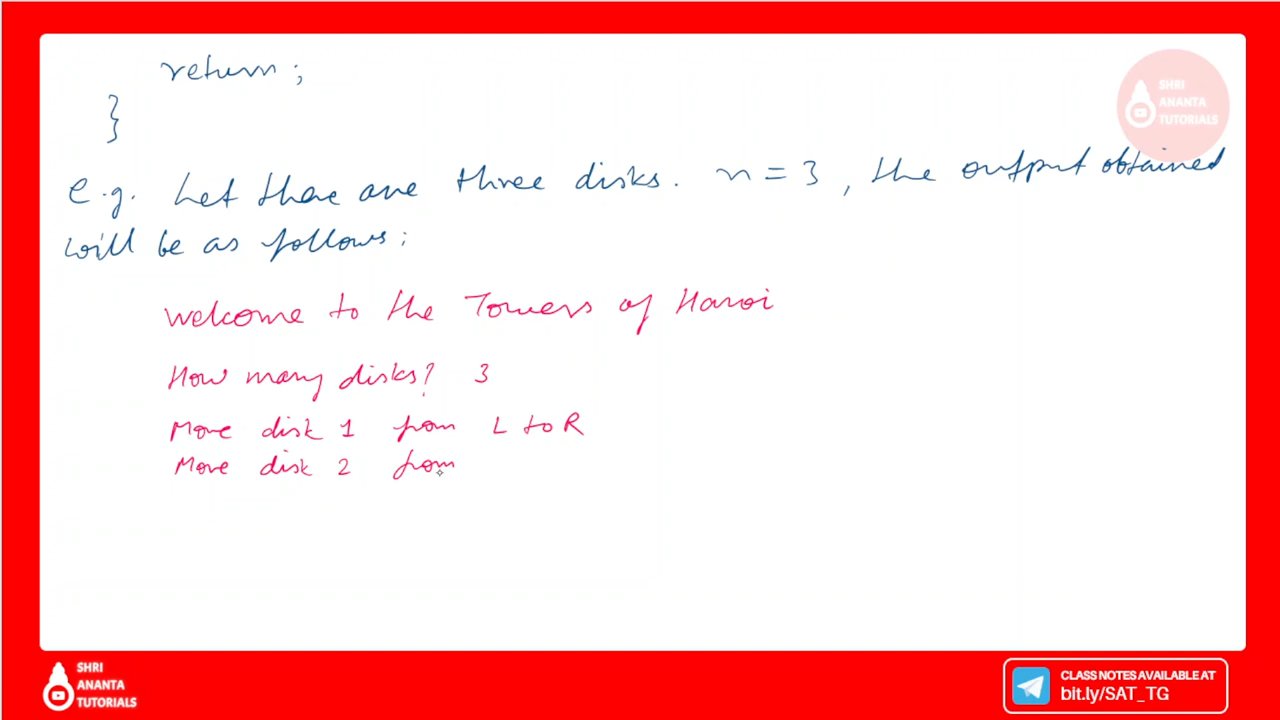 return;
}
SHRI
ANANTA
TUTORIALS
e.g. Let there are three disks. n = 3, the output obtained
will be as follows:
Welcome to the Towers of Hanoi
How many disks? 3
Move disk 1 from L to R
Move disk 2 from
SHRI
ANANTA
TUTORIALS
CLASS NOTES AVAILABLE AT
bit.ly/SAT_TG